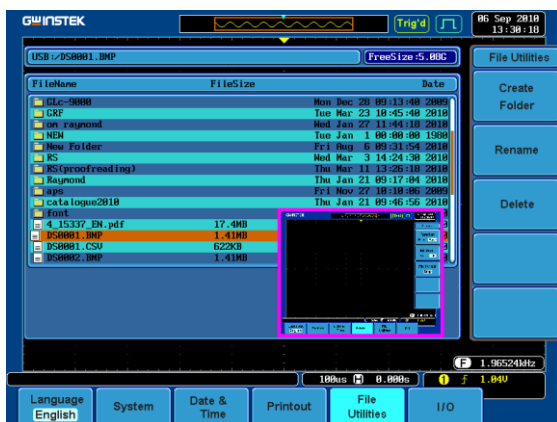 GWINSTEK
Trig'd
06 Sep 2010
13:30:18
USB:/DS0001.BMP
FreeSize:5.08G
File Utilities
FileName FileSize Date
GLc-9000 Mon Dec 28 09:13:40 2009
GRF Tue Mar 23 10:45:40 2010
om raymond Wed Jan 27 11:44:18 2010
NEW Tue Jan 1 00:00:00 1980
New Folder Fri Aug 6 09:31:54 2010
RS Wed Mar 3 14:24:30 2010
RS(proofreading) Thu Mar 11 13:26:18 2010
Raymond Thu Jan 21 09:17:04 2010
aps Fri Nov 27 10:10:06 2009
catalogue2010 Thu Jan 21 09:46:56 2010
font
4_15337_EN.pdf 17.4MB
DS0001.BMP 1.41MB
DS0001.CSV 622KB
DS0002.BMP 1.41MB
Create
Folder
Rename
Delete
F 1.96524kHz
100us H 0.000s
1 f 1.04V
Language
English
System
Date &
Time
Printout
File
Utilities
I/O